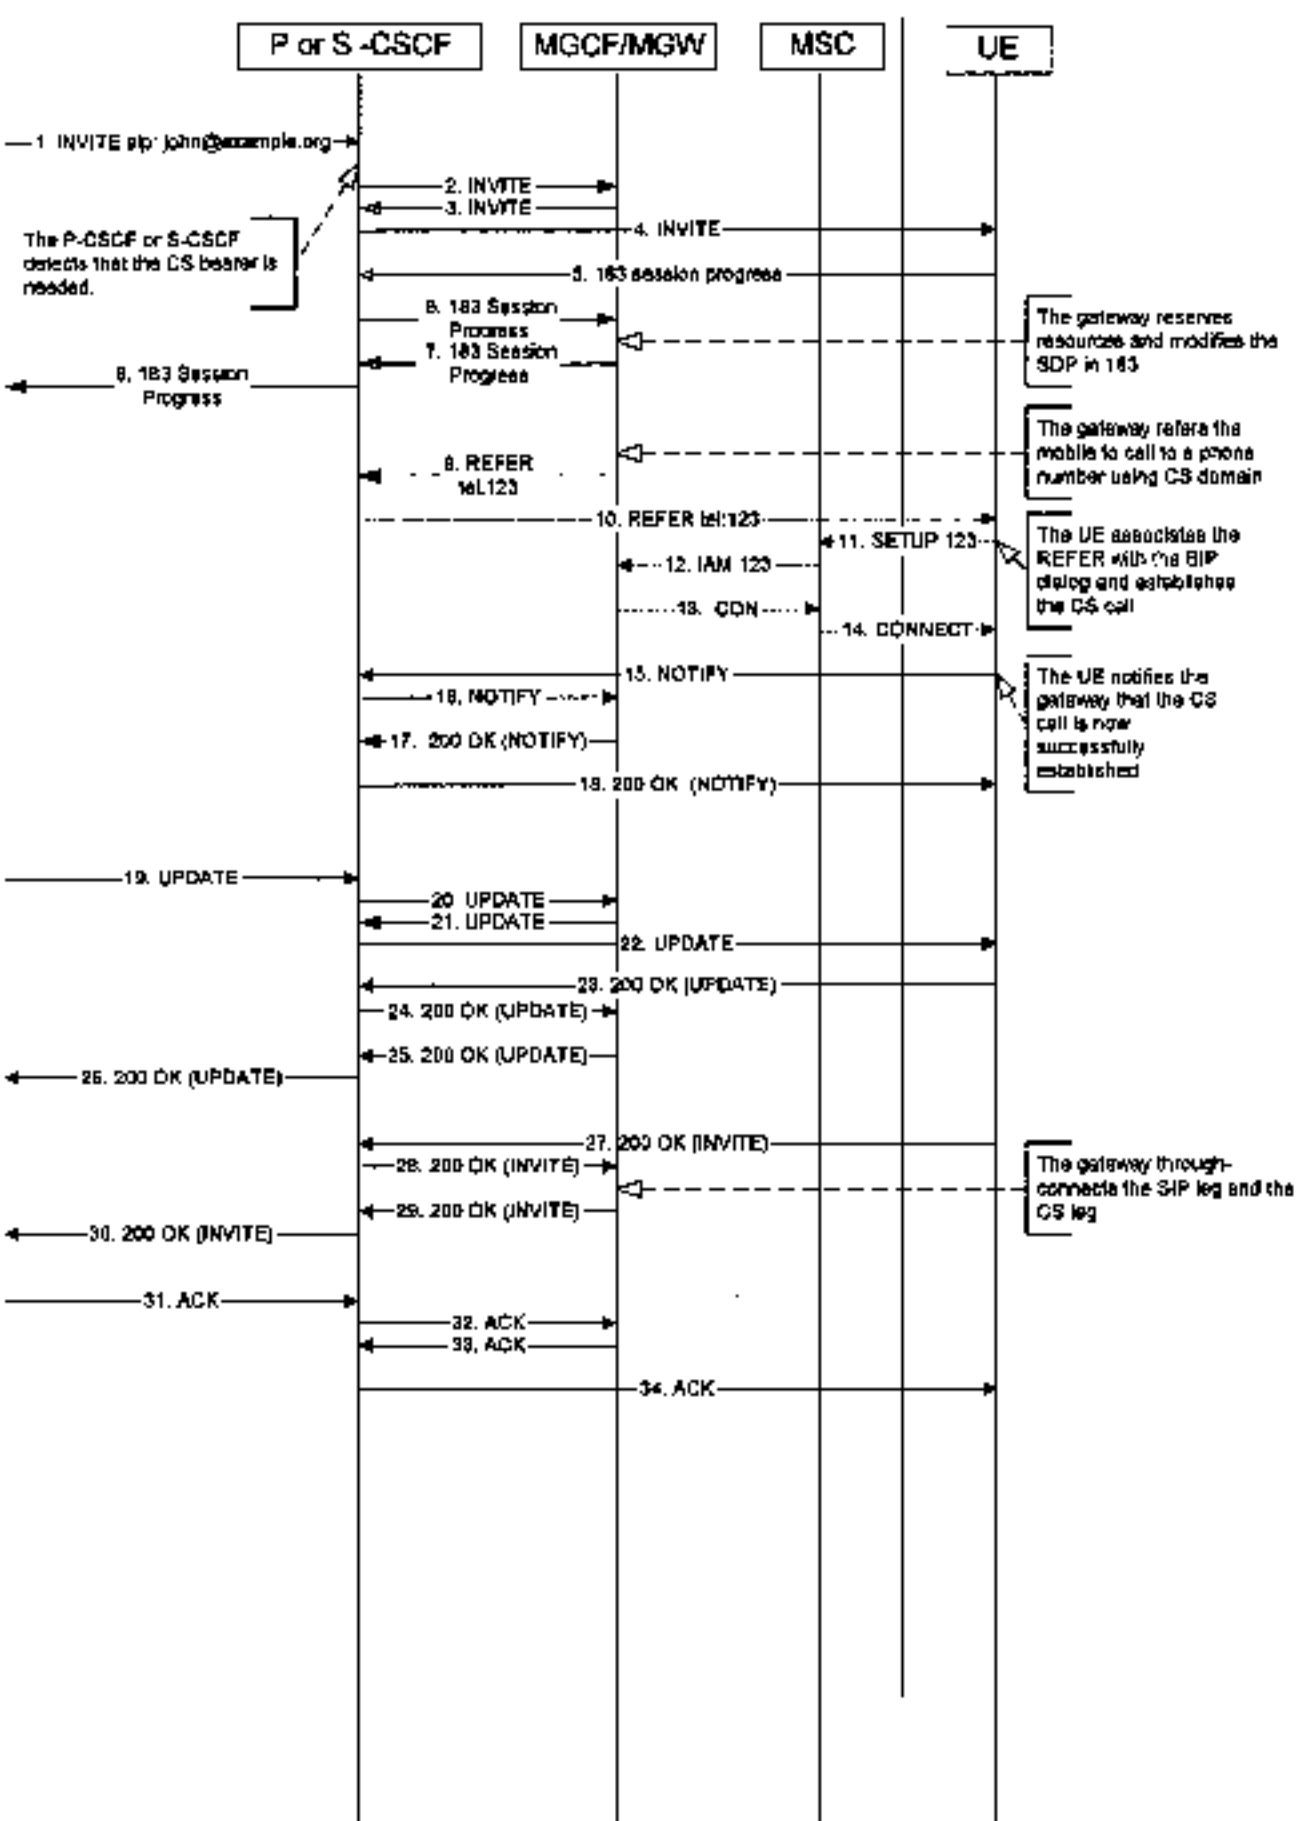 P or S -CSCF
MGCF/MGW
MSC
UE
1 INVITE sip: john@example.org
2. INVITE
3. INVITE
4. INVITE
The P-CSCF or S-CSCF
detects that the CS bearer is
needed.
5. 183 session progress
6. 183 Session
Progress
7. 183 Session
Progress
8. 183 Session
Progress
The gateway reserves
resources and modifies the
SDP in 183
The gateway refers the
mobile to call to a phone
number using CS domain
9. REFER
tel:123
10. REFER tel:123
11. SETUP 123
12. IAM 123
13. CON
14. CONNECT
The UE associates the
REFER with the SIP
dialog and establishes
the CS call
15. NOTIFY
16. NOTIFY
17. 200 OK (NOTIFY)
18. 200 OK (NOTIFY)
The UE notifies the
gateway that the CS
call is now
successfully
established
19. UPDATE
20 UPDATE
21. UPDATE
22. UPDATE
23. 200 OK (UPDATE)
24. 200 OK (UPDATE)
25. 200 OK (UPDATE)
26. 200 OK (UPDATE)
27. 200 OK (INVITE)
28. 200 OK (INVITE)
29. 200 OK (INVITE)
30. 200 OK (INVITE)
The gateway through-
connects the SIP leg and the
CS leg
31. ACK
32. ACK
33. ACK
34. ACK